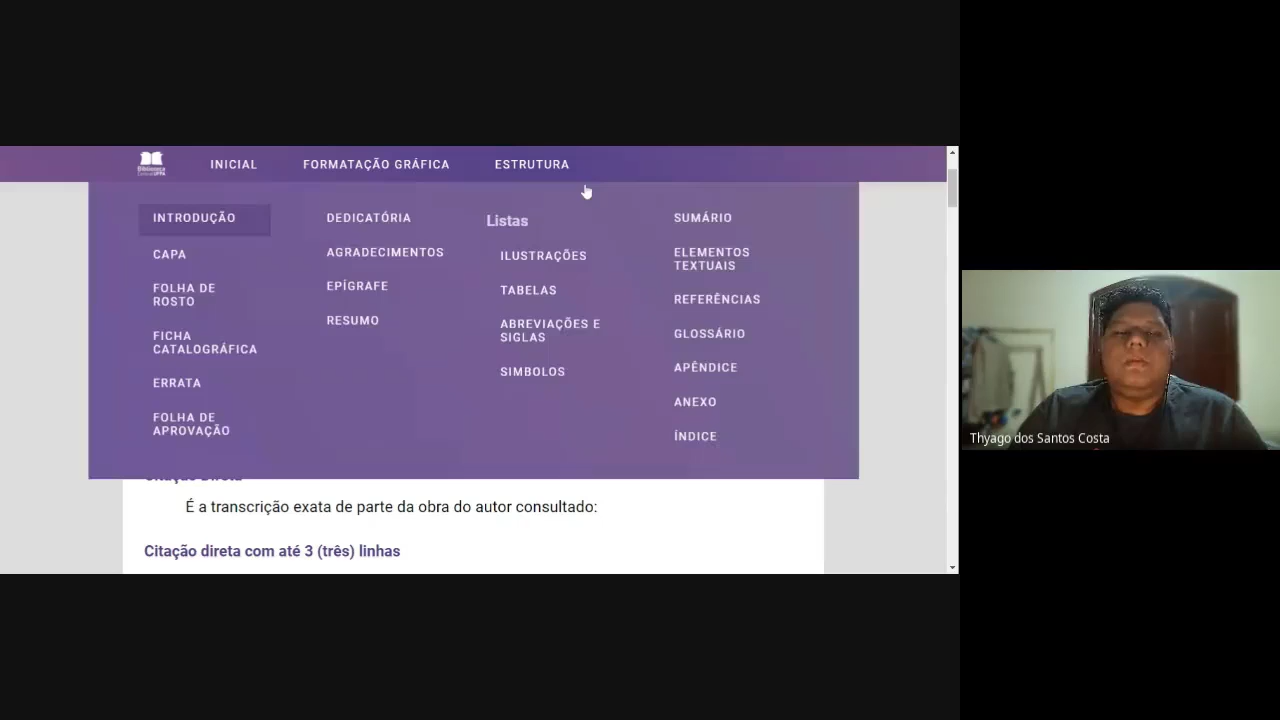 INICIAL
FORMATAÇÃO GRÁFICA
ESTRUTURA
INTRODUÇÃO
CAPA
FOLHA DE
ROSTO
FICHA
CATALOGRÁFICA
ERRATA
FOLHA DE
APROVAÇÃO
DEDICATÓRIA
AGRADECIMENTOS
EPÍGRAFE
RESUMO
Listas
ILUSTRAÇÕES
TABELAS
ABREVIAÇÕES E
SIGLAS
SIMBOLOS
SUMÁRIO
ELEMENTOS
TEXTUAIS
REFERÊNCIAS
GLOSSÁRIO
APÊNDICE
ANEXO
ÍNDICE
É a transcrição exata de parte da obra do autor consultado:
Citação direta com até 3 (três) linhas
Thyago dos Santos Costa